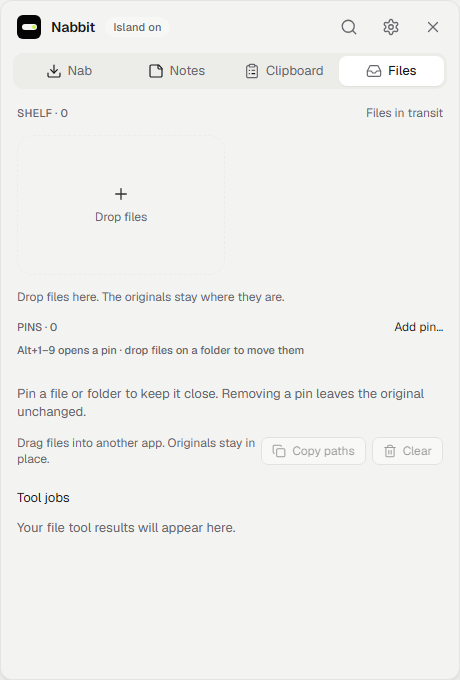 Nabbit
Island on
Nab
Notes
Clipboard
Files
SHELF · 0
Files in transit
Drop files
Drop files here. The originals stay where they are.
PINS · 0
Add pin...
Alt+1–9 opens a pin · drop files on a folder to move them
Pin a file or folder to keep it close. Removing a pin leaves the original
unchanged.
Drag files into another app. Originals stay in
place.
Copy paths
Clear
Tool jobs
Your file tool results will appear here.